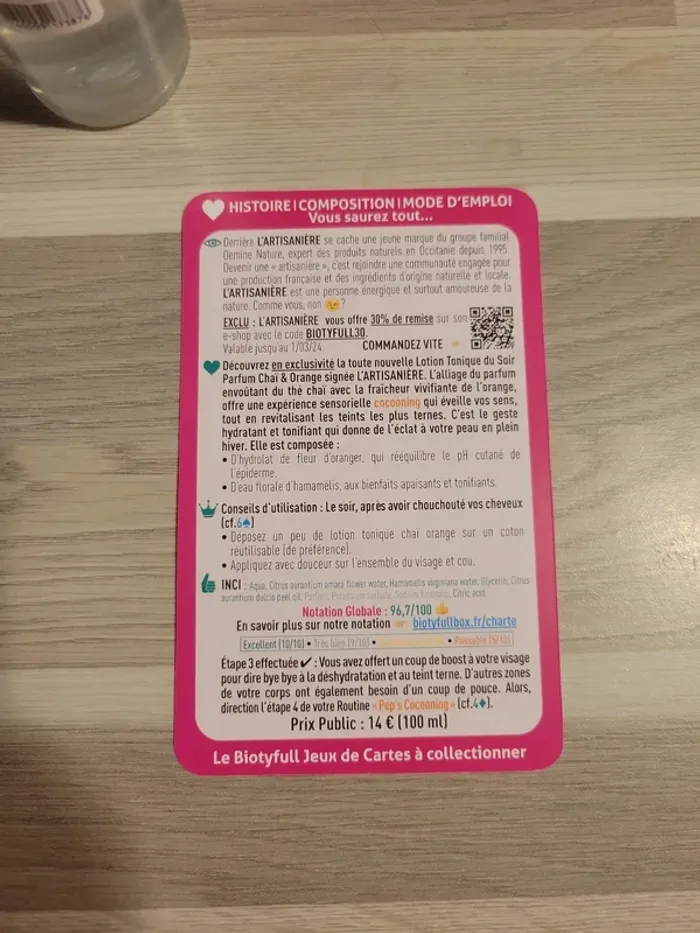 HISTOIRE | COMPOSITION | MODE D'EMPLOI
Vous saurez tout...
Derrière L'ARTISANIÈRE se cache une jeune marque du groupe familial
Demine Nature, expert des produits naturels en Occitanie depuis 1995.
Devenir une « artisanière », c'est rejoindre une communauté engagée pour
une production française et des ingrédients d'origine naturelle et locale.
L'ARTISANIÈRE est une personne énergique et surtout amoureuse de la
nature. Comme vous, non 😉 ?
EXCLU : L'ARTISANIÈRE vous offre 30% de remise sur son
e-shop avec le code BIOTYFULL30.
Valable jusqu'au 1/03/24. COMMANDEZ VITE
Découvrez en exclusivité la toute nouvelle Lotion Tonique du Soir
Parfum Chaï & Orange signée L'ARTISANIÈRE. L'alliage du parfum
envoûtant du thé chaï avec la fraîcheur vivifiante de l'orange,
offre une expérience sensorielle cocooning qui éveille vos sens,
tout en revitalisant les teints les plus ternes. C'est le geste
hydratant et tonifiant qui donne de l'éclat à votre peau en plein
hiver. Elle est composée :
• D'hydrolat de fleur d'oranger, qui rééquilibre le pH cutané de
l'épiderme.
• D'eau florale d'hamamélis, aux bienfaits apaisants et tonifiants.
Conseils d'utilisation : Le soir, après avoir chouchouté vos cheveux
(cf.6♠)
• Déposez un peu de lotion tonique chaï orange sur un coton
réutilisable (de préférence).
• Appliquez avec douceur sur l'ensemble du visage et cou.
INCI : Aqua, Citrus aurantium amara flower water, Hamamelis virginiana water, Glycerin, Citrus
aurantium dulcis peel oil, Parfum, Potassium sorbate, Sodium benzoate, Citric acid
Notation Globale : 96,7/100 👍
En savoir plus sur notre notation 👉 biotyfullbox.fr/charte
Excellent (10/10) • Très bien (9/10) • • Passable (5/10)
Étape 3 effectuée ✔ : Vous avez offert un coup de boost à votre visage
pour dire bye bye à la déshydratation et au teint terne. D'autres zones
de votre corps ont également besoin d'un coup de pouce. Alors,
direction l'étape 4 de votre Routine « Pep's Cocooning » (cf.4♦).
Prix Public : 14 € (100 ml)
Le Biotyfull Jeux de Cartes à collectionner